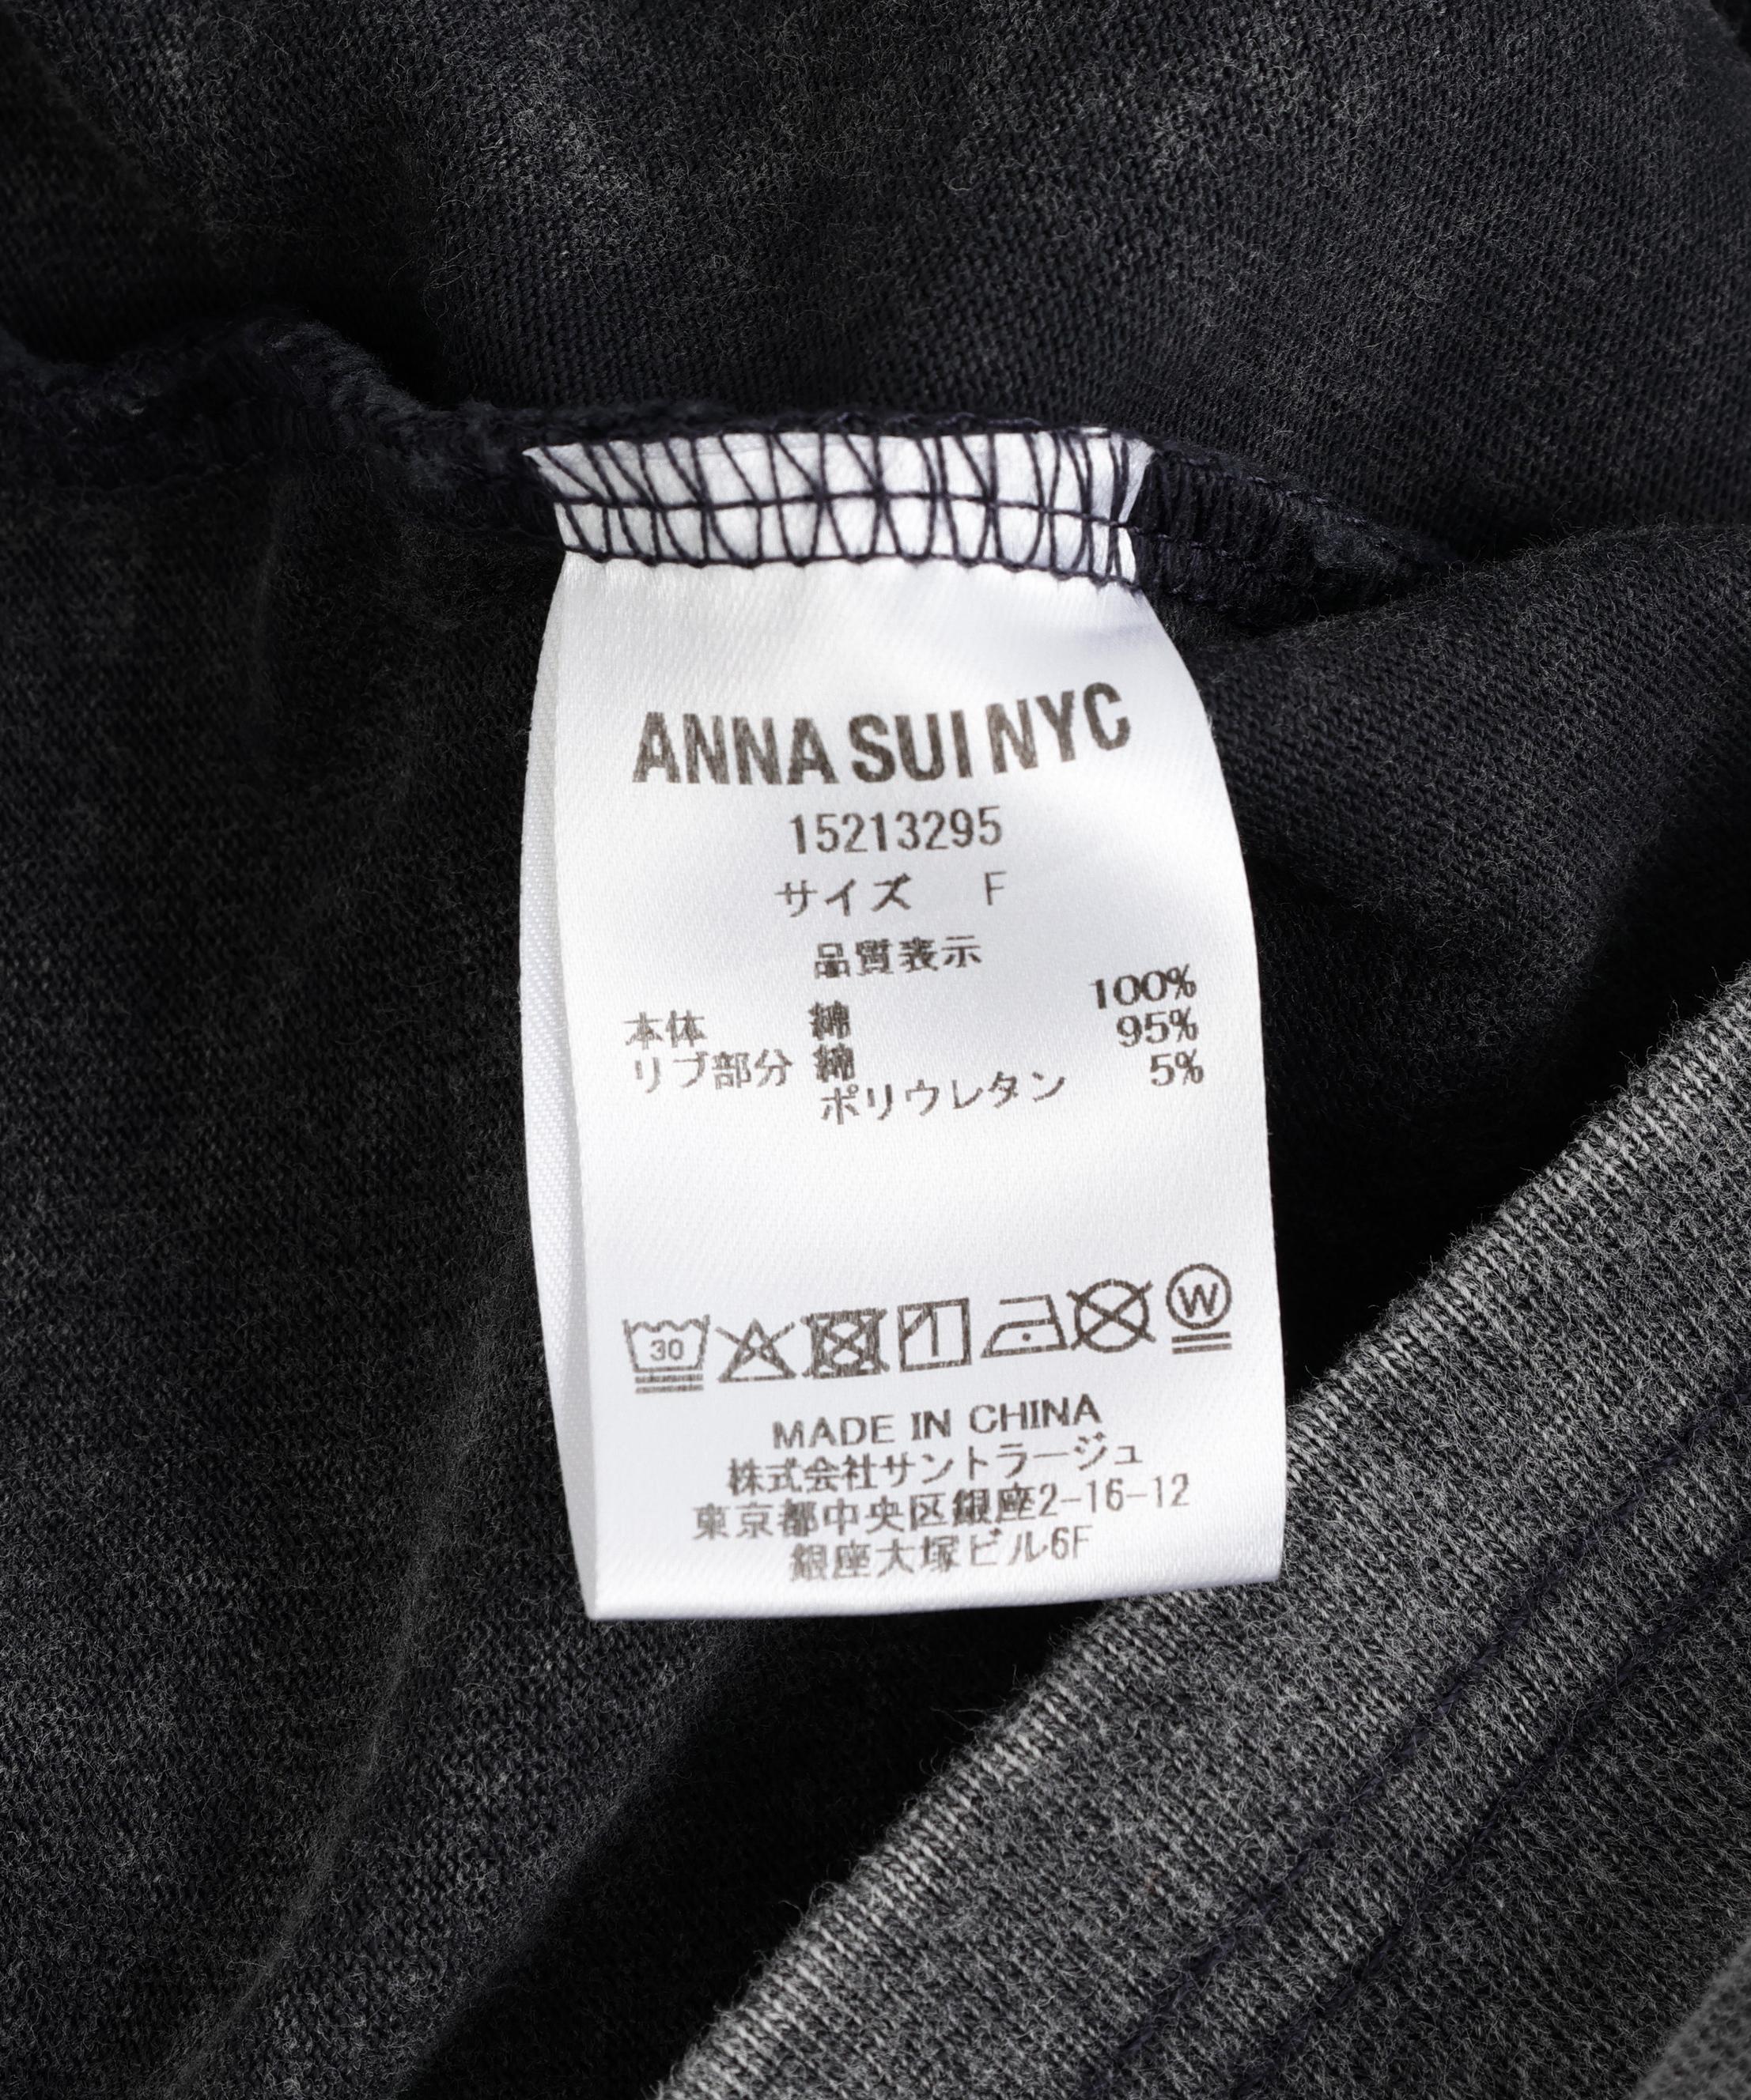 ANNA SUI NYC
15213295
サイズ F
品質表示
本体 綿 100%
リブ部分 綿 95%
ポリウレタン 5%
30 W
MADE IN CHINA
株式会社サントラージュ
東京都中央区銀座2-16-12
銀座大塚ビル6F